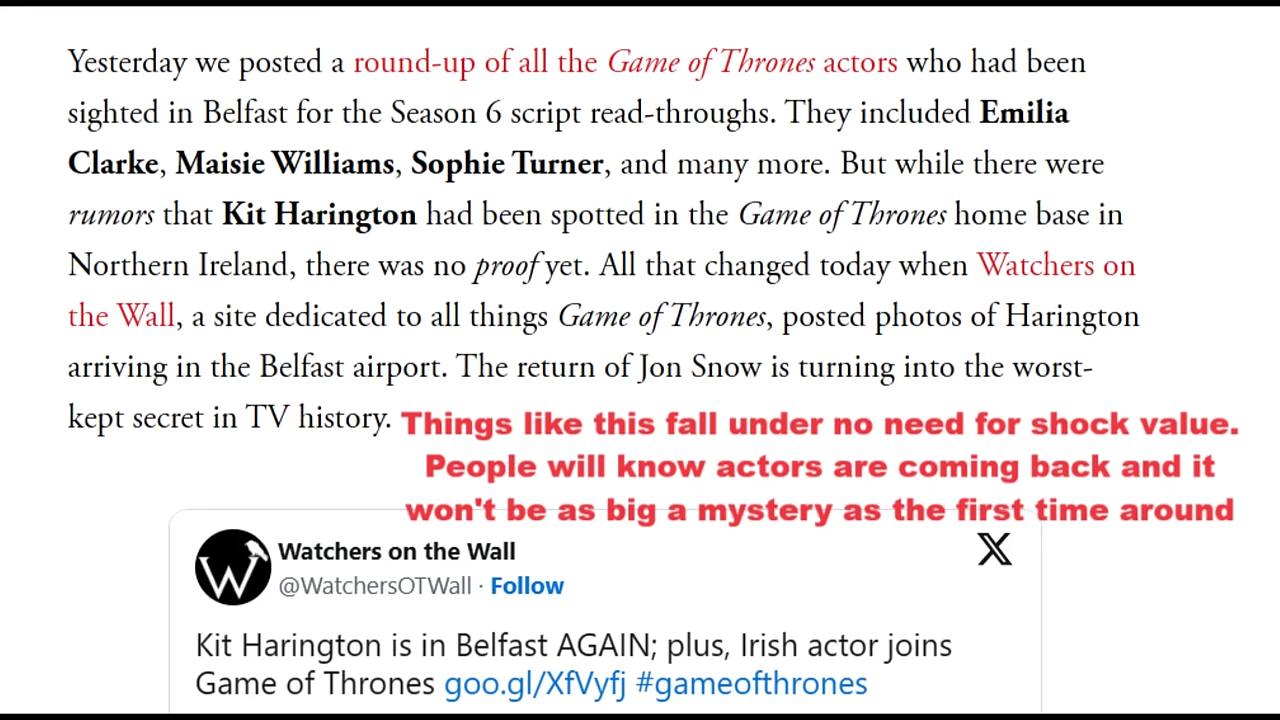 Yesterday we posted a round-up of all the Game of Thrones actors who had been
sighted in Belfast for the Season 6 script read-throughs. They included Emilia
Clarke, Maisie Williams, Sophie Turner, and many more. But while there were
rumors that Kit Harington had been spotted in the Game of Thrones home base in
Northern Ireland, there was no proof yet. All that changed today when Watchers on
the Wall, a site dedicated to all things Game of Thrones, posted photos of Harington
arriving in the Belfast airport. The return of Jon Snow is turning into the worst-
kept secret in TV history.
Things like this fall under no need for shock value.
People will know actors are coming back and it
won't be as big a mystery as the first time around
W
Watchers on the Wall
X
@WatchersOTWall · Follow
Kit Harington is in Belfast AGAIN; plus, Irish actor joins
Game of Thrones goo.gl/XfVyfj #gameofthrones